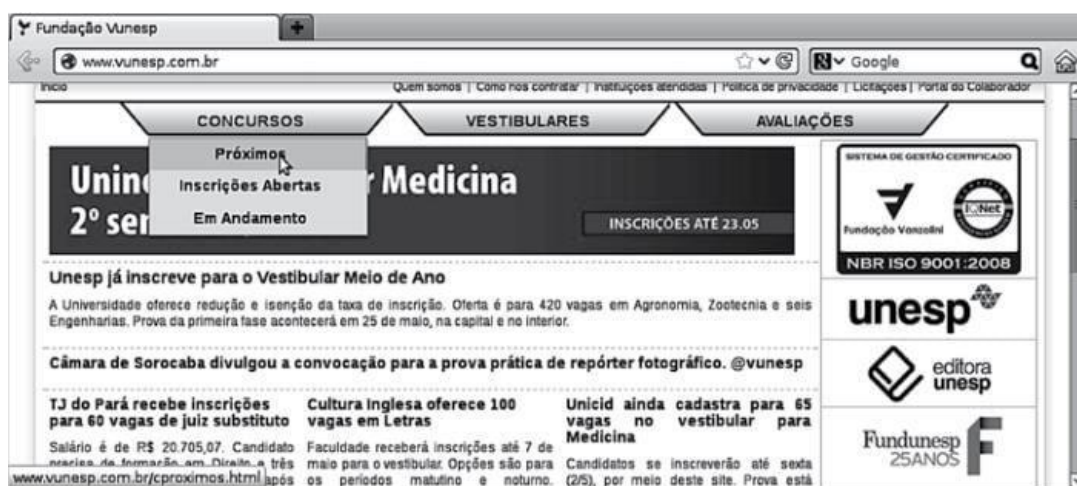 Fundação Vunesp
www.vunesp.com.br
Google
Início Quem somos | Como nos contratar | Instituições atendidas | Política de privacidade | Licitações | Portal do Colaborador
CONCURSOS VESTIBULARES AVALIAÇÕES
Próximos
Inscrições Abertas
Em Andamento
Medicina
2º
INSCRIÇÕES ATÉ 23.05
SISTEMA DE GESTÃO CERTIFICADO
IQNet
Fundação Vanzolini
NBR ISO 9001:2008
Unesp já inscreve para o Vestibular Meio de Ano
A Universidade oferece redução e isenção da taxa de inscrição. Oferta é para 420 vagas em Agronomia, Zootecnia e seis
Engenharias. Prova da primeira fase acontecerá em 25 de maio, na capital e no interior.
unesp
Câmara de Sorocaba divulgou a convocação para a prova prática de repórter fotográfico. @vunesp
editora
unesp
TJ do Pará recebe inscrições
para 60 vagas de juiz substituto
Salário é de R$ 20.705,07. Candidato
precisa de formação em Direito e três
após
Cultura Inglesa oferece 100
vagas em Letras
Faculdade receberá inscrições até 7 de
maio para o vestibular. Opções são para
os períodos matutino e noturno.
Unicid ainda cadastra para 65
vagas no vestibular para
Medicina
Candidatos se inscreverão até sexta
(2/5), por meio deste site. Prova está
Fundunesp
25ANOS
www.vunesp.com.br/cproximos.html